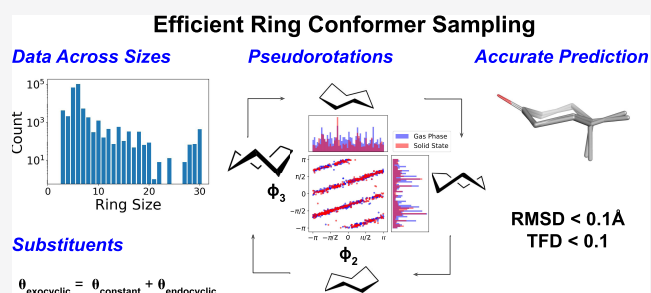 Efficient Ring Conformer Sampling
Data Across Sizes
Pseudorotations
Accurate Prediction
10⁵
10³
10¹
Count
0
10
20
30
Ring Size
Gas Phase
Solid State
π
π/2
0
−π/2
−π
ϕ₃
−π
−π/2
0
π/2
π
ϕ₂
RMSD < 0.1Å
TFD < 0.1
Substituents
θexocyclic = θconstant + θendocyclic